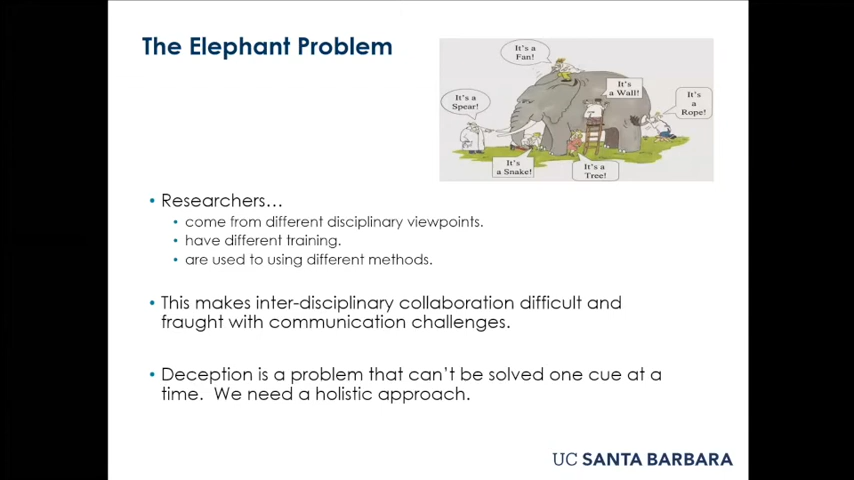 The Elephant Problem
It's a
Fan!
It's
a Wall!
It's a
Spear!
It's
a
Rope!
It's
a Snake!
It's a
Tree!
• Researchers…
• come from different disciplinary viewpoints.
• have different training.
• are used to using different methods.
• This makes inter-disciplinary collaboration difficult and
fraught with communication challenges.
• Deception is a problem that can't be solved one cue at a
time. We need a holistic approach.
UC SANTA BARBARA